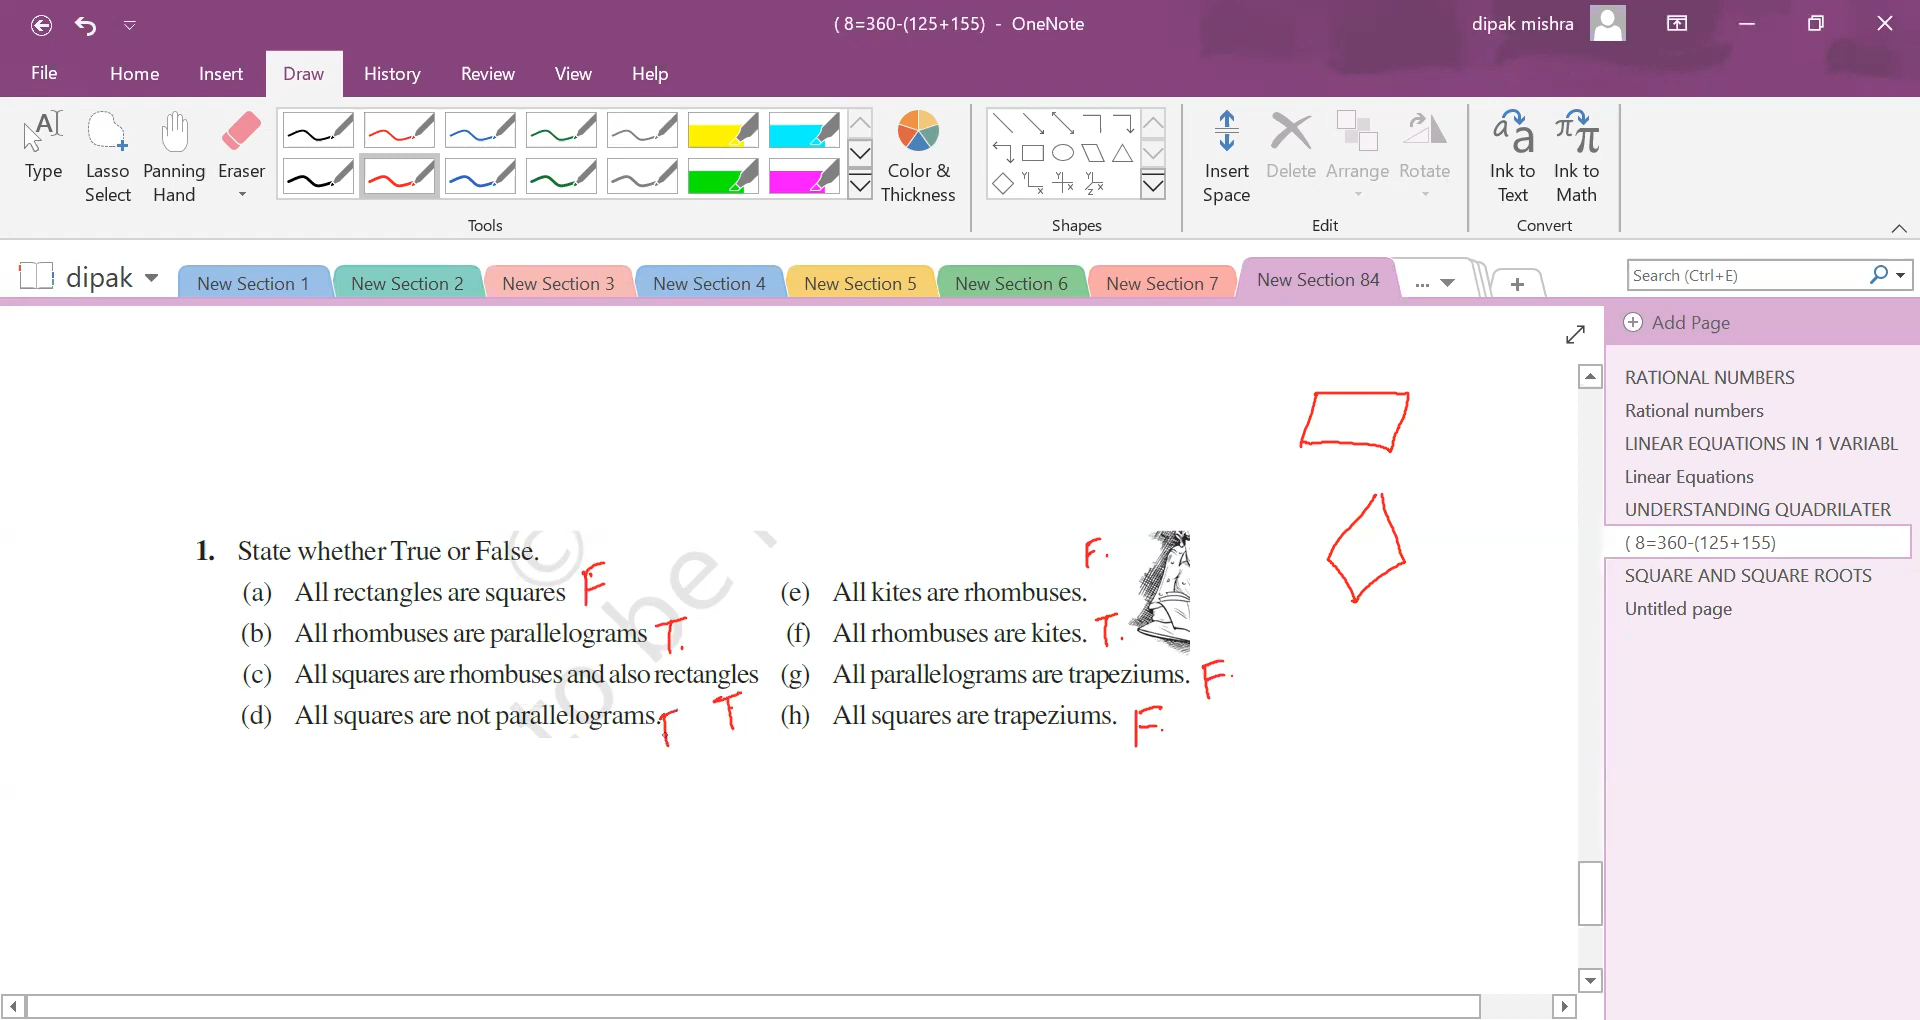 ( 8=360-(125+155) - OneNote
dipak mishra
File Home Insert Draw History Review View Help
Type
Lasso Select
Panning Hand
Eraser
Color & Thickness
Insert Space
Delete
Arrange
Rotate
Ink to Text
Ink to Math
Tools
Shapes
Edit
Convert
dipak
New Section 1 New Section 2 New Section 3 New Section 4 New Section 5 New Section 6 New Section 7 New Section 84 ...
Search (Ctrl+E)
Add Page
RATIONAL NUMBERS
Rational numbers
LINEAR EQUATIONS IN 1 VARIABL
Linear Equations
UNDERSTANDING QUADRILATER
( 8=360-(125+155)
SQUARE AND SQUARE ROOTS
Untitled page
1. State whether True or False.
(a) All rectangles are squares F
(b) All rhombuses are parallelograms T.
(c) All squares are rhombuses and also rectangles T
(d) All squares are not parallelograms.
(e) All kites are rhombuses. F.
(f) All rhombuses are kites. T.
(g) All parallelograms are trapeziums. F.
(h) All squares are trapeziums. F.
© to be